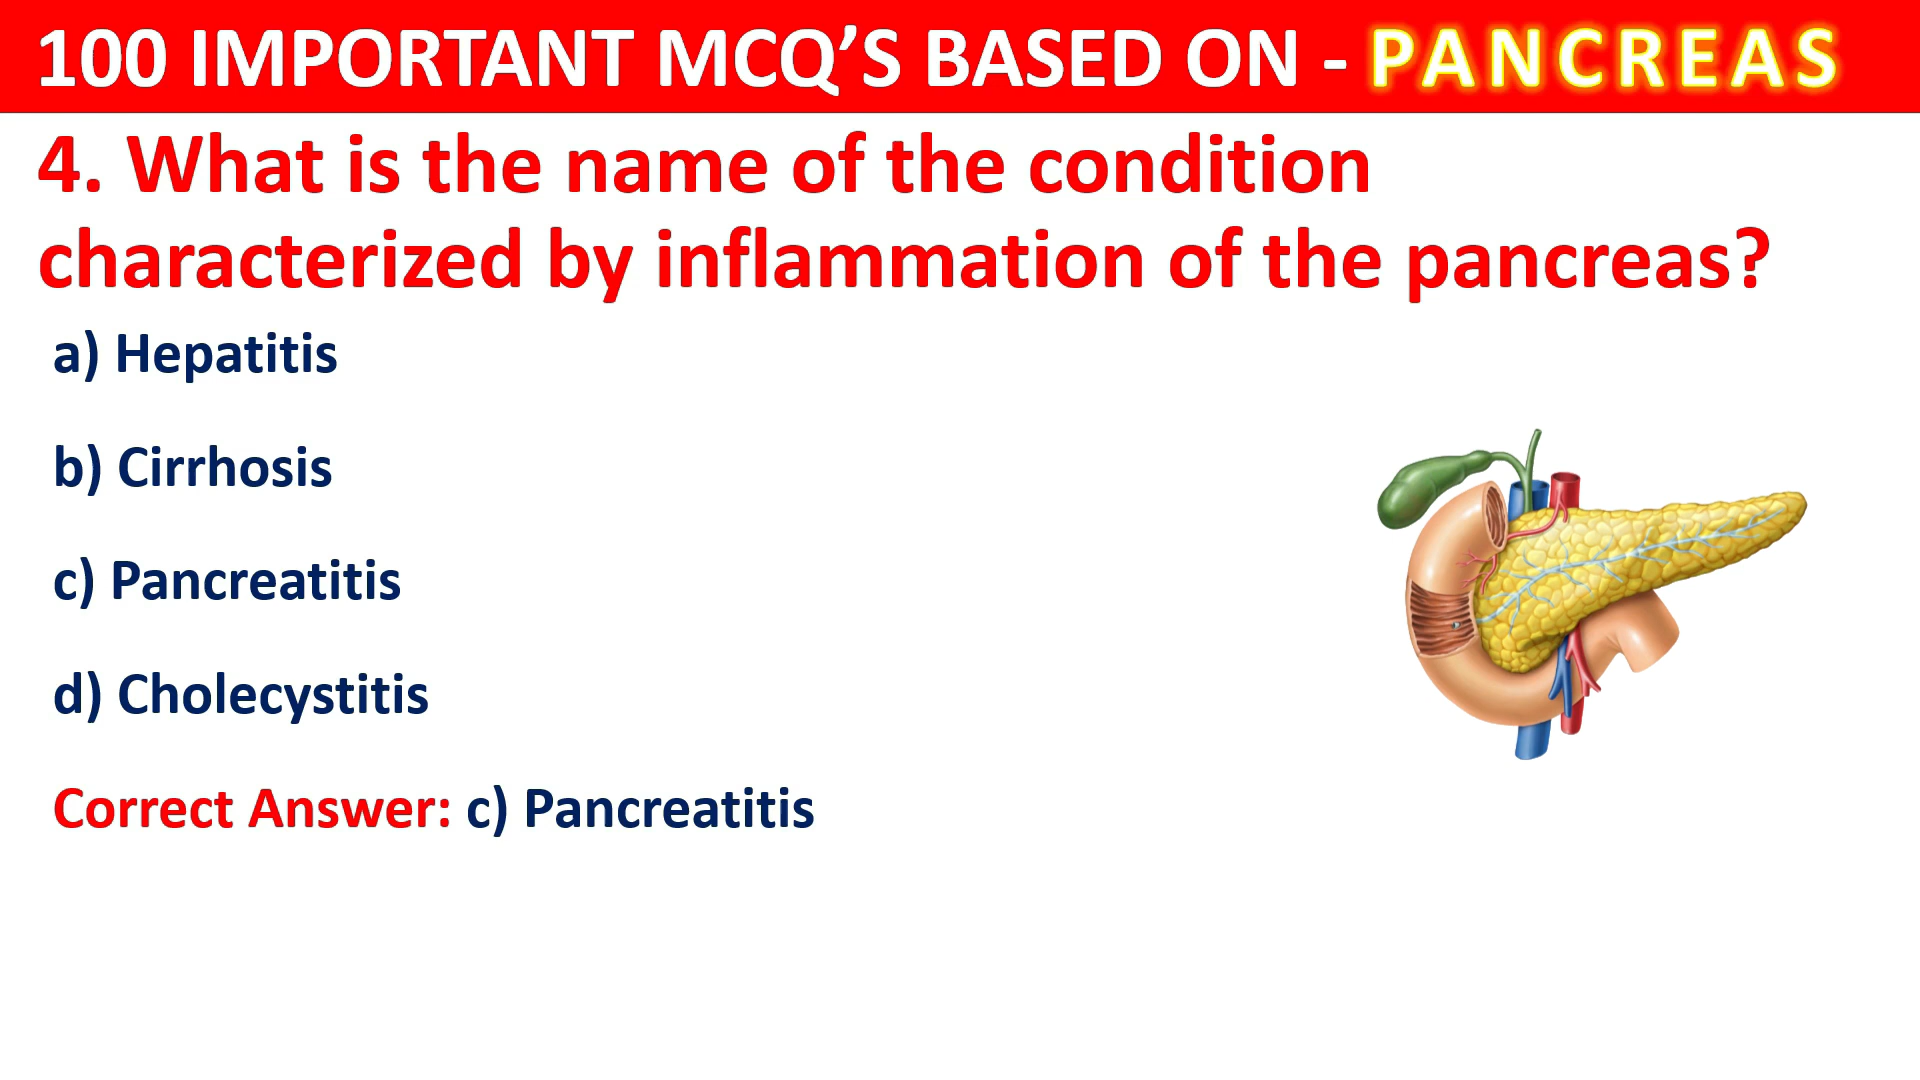 100 IMPORTANT MCQ’S BASED ON - PANCREAS
4. What is the name of the condition
characterized by inflammation of the pancreas?
a) Hepatitis
b) Cirrhosis
c) Pancreatitis
d) Cholecystitis
Correct Answer: c) Pancreatitis